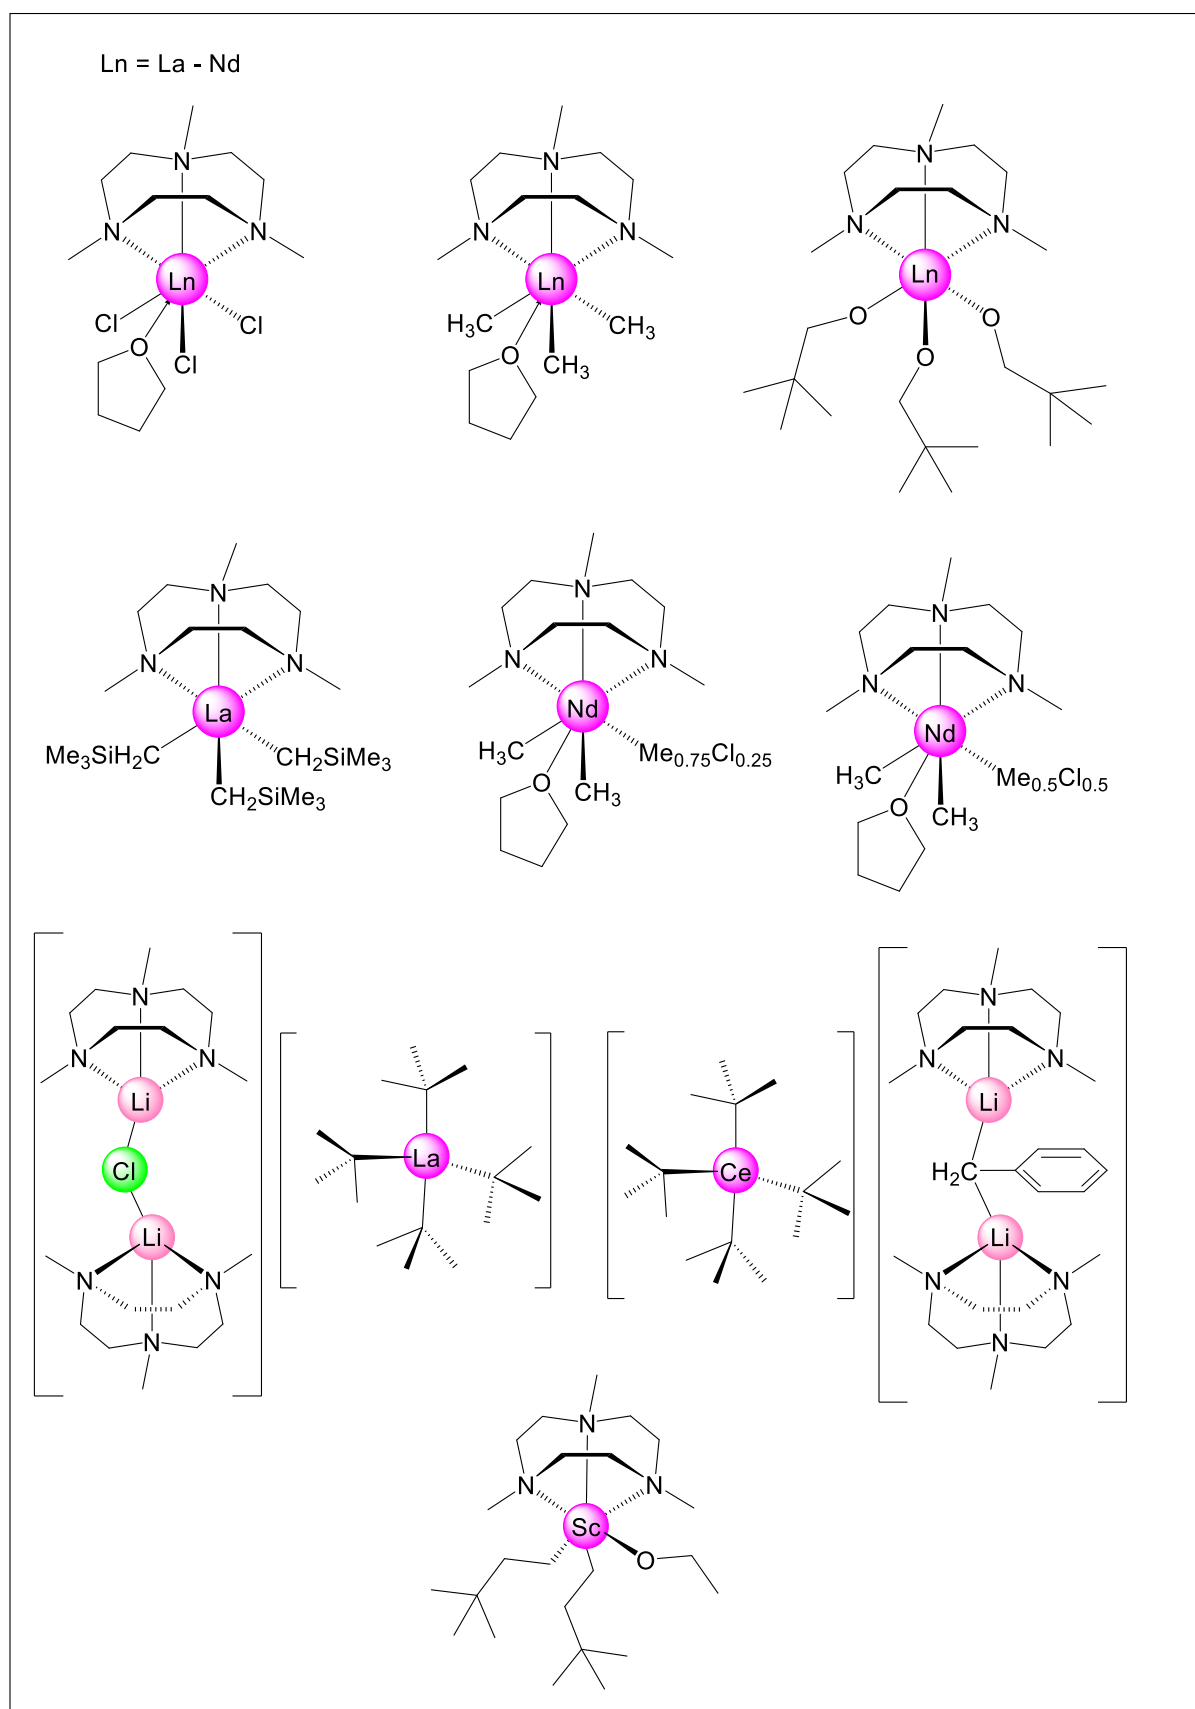 Ln = La - Nd
N
N
N
Ln
Cl
Cl
O
Cl
N
N
N
Ln
H₃C
CH₃
O
CH₃
N
N
N
Ln
O
O
O
N
N
N
La
Me₃SiH₂C
CH₂SiMe₃
CH₂SiMe₃
N
N
N
Nd
H₃C
Me₀.₇₅Cl₀.₂₅
O
CH₃
N
N
N
Nd
H₃C
Me₀.₅Cl₀.₅
O
CH₃
N
N
N
Li
Cl
Li
N
N
N
La
Ce
N
N
N
Li
H₂C
Li
N
N
N
N
N
N
Sc
O